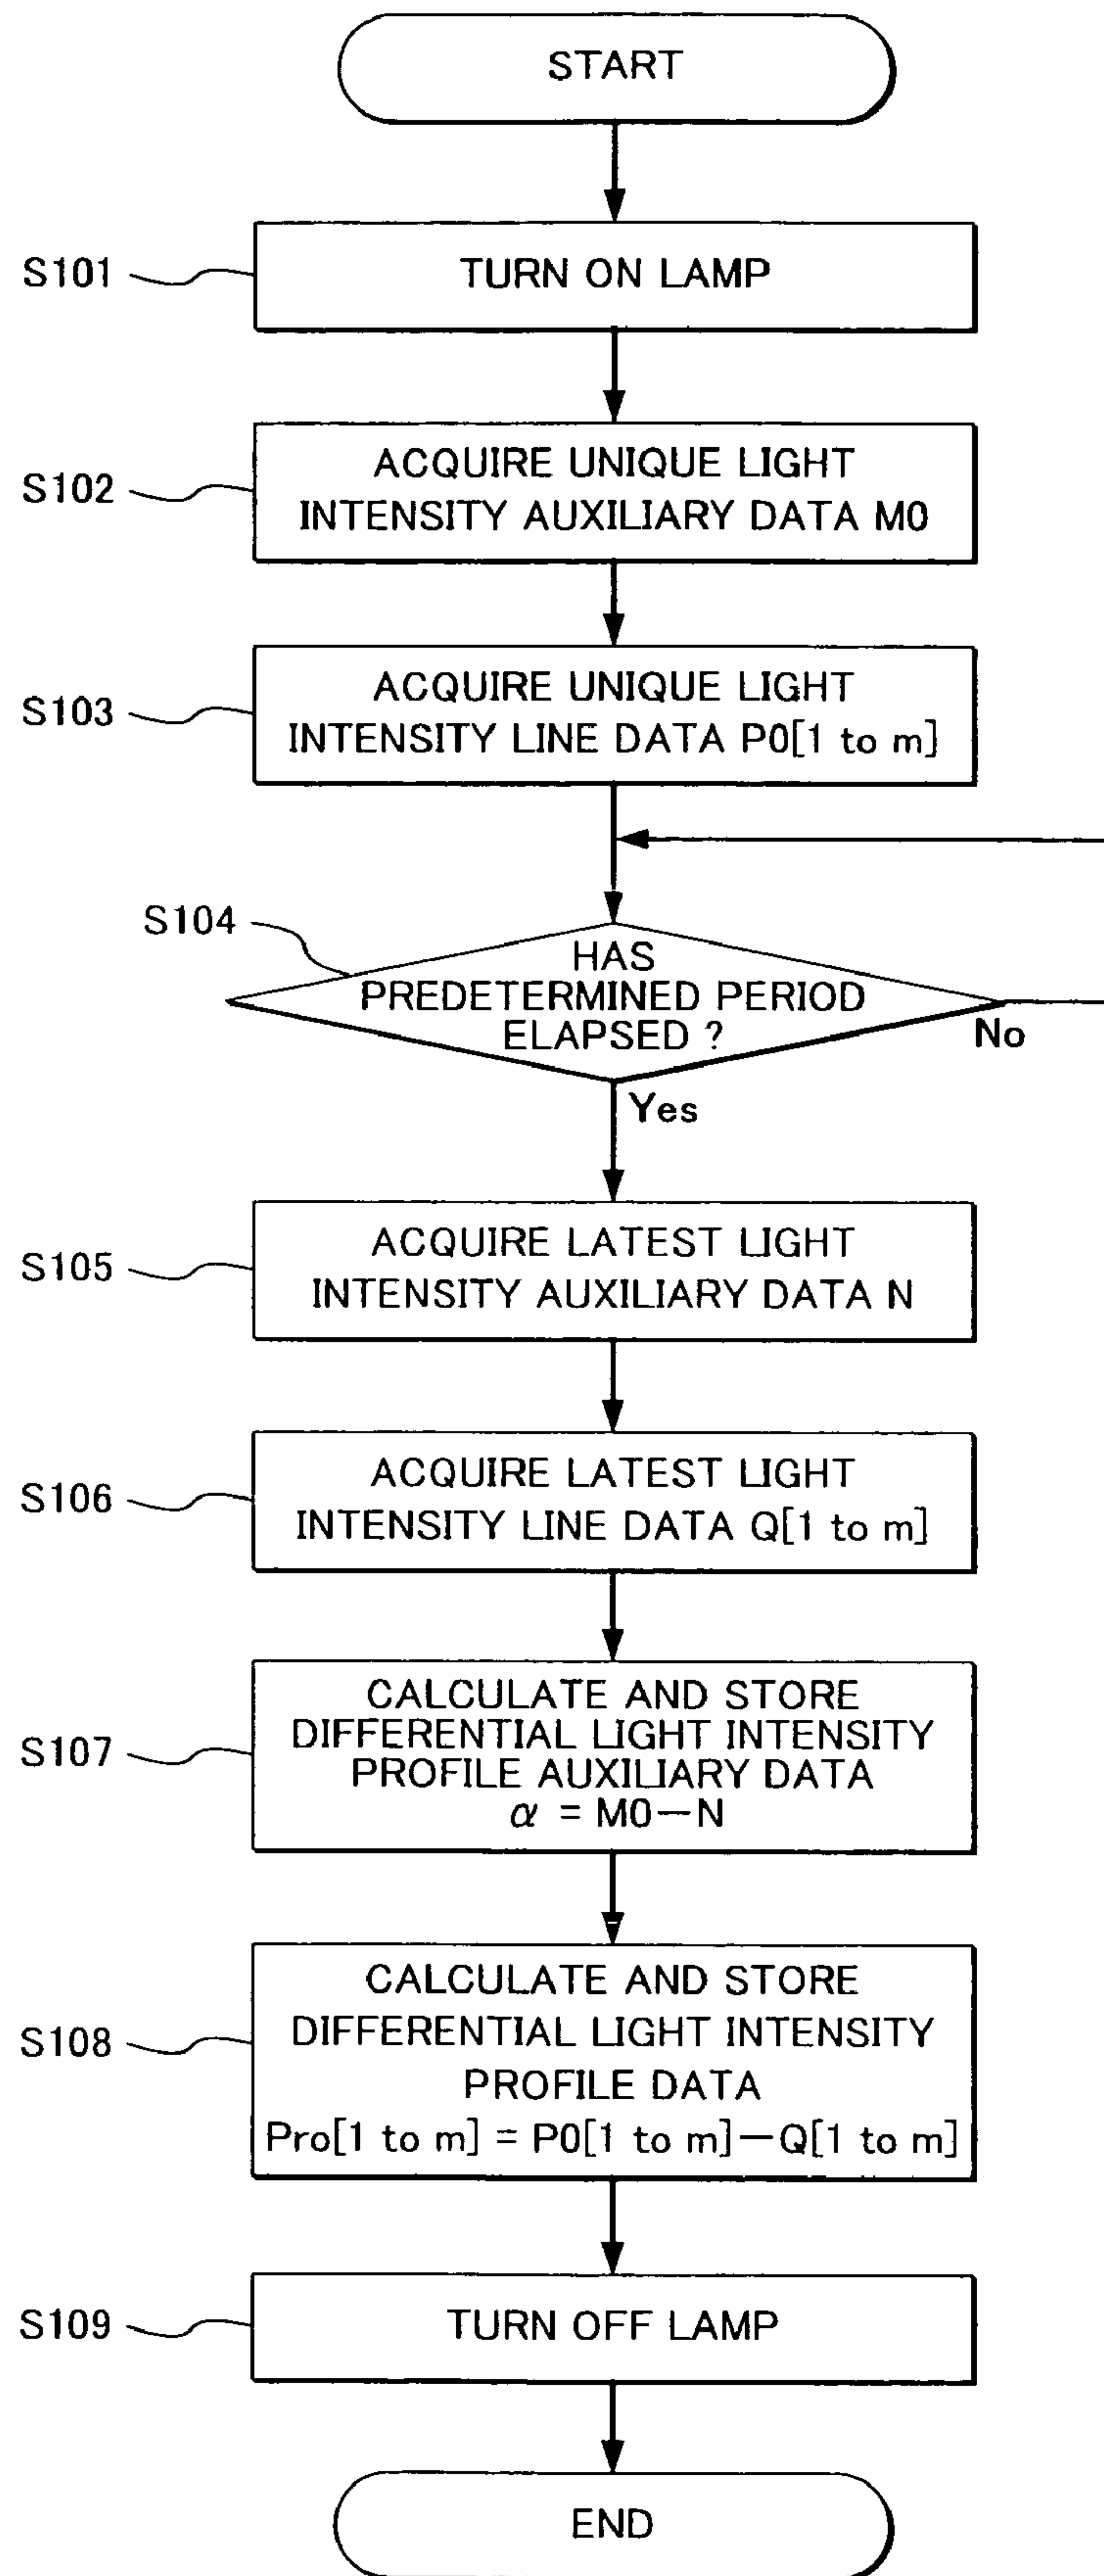 START
S101
TURN ON LAMP
S102
ACQUIRE UNIQUE LIGHT
INTENSITY AUXILIARY DATA M0
S103
ACQUIRE UNIQUE LIGHT
INTENSITY LINE DATA P0[1 to m]
S104
HAS
PREDETERMINED PERIOD
ELAPSED ?
No
Yes
S105
ACQUIRE LATEST LIGHT
INTENSITY AUXILIARY DATA N
S106
ACQUIRE LATEST LIGHT
INTENSITY LINE DATA Q[1 to m]
S107
CALCULATE AND STORE
DIFFERENTIAL LIGHT INTENSITY
PROFILE AUXILIARY DATA
α = M0—N
S108
CALCULATE AND STORE
DIFFERENTIAL LIGHT INTENSITY
PROFILE DATA
Pro[1 to m] = P0[1 to m]—Q[1 to m]
S109
TURN OFF LAMP
END